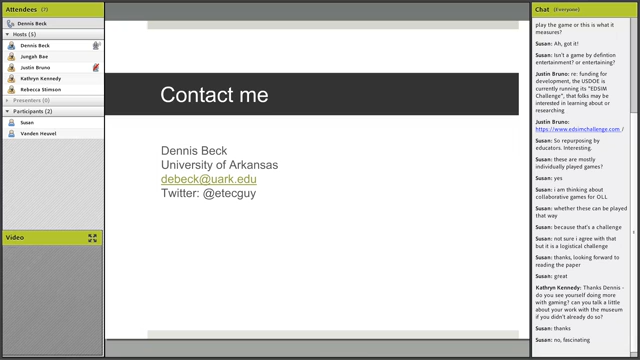 Attendees (7)
Dennis Beck
Hosts (5)
Dennis Beck
Jungah Bae
Justin Bruno
Kathryn Kennedy
Rebecca Stimson
Presenters (0)
Participants (2)
Susan
Vanden Heuvel
Video
Contact me
Dennis Beck
University of Arkansas
debeck@uark.edu
Twitter: @etecguy
Chat (Everyone)
play the game or this is what it
measures?
Susan: Ah, got it!
Susan: Isn't a game by defintion
entertainment? or entertaining?
Justin Bruno: re: funding for
development, the USDOE is
currently running its "EDSIM
Challenge", that folks may be
interested in learning about or
researching
Justin Bruno:
https://www.edsimchallenge.com/
Susan: So repurposing by
educators. Interesting.
Susan: these are mostly
individually played games?
Susan: yes
Susan: i am thinking about
collaborative games for OLL
Susan: whether these can be played
that way
Susan: because that's a challenge
Susan: not sure i agree with that
but it is a logistical challenge
Susan: thanks, looking forward to
reading the paper
Susan: great
Kathryn Kennedy: Thanks Dennis -
do you see yourself doing more
with gaming? can you talk a little
about your work with the museum
if you didn't already do so?
Susan: thanks
Susan: no, fascinating